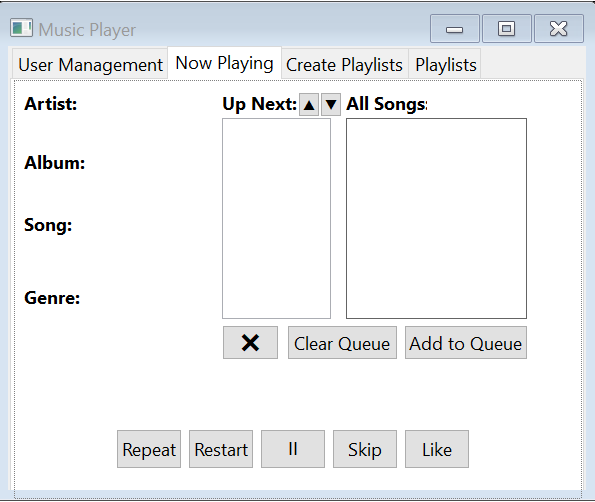 Music Player
User Management Now Playing Create Playlists Playlists
Artist: Up Next: ▲ ▼ All Songs:
Album:
Song:
Genre:
✕ Clear Queue Add to Queue
Repeat Restart II Skip Like